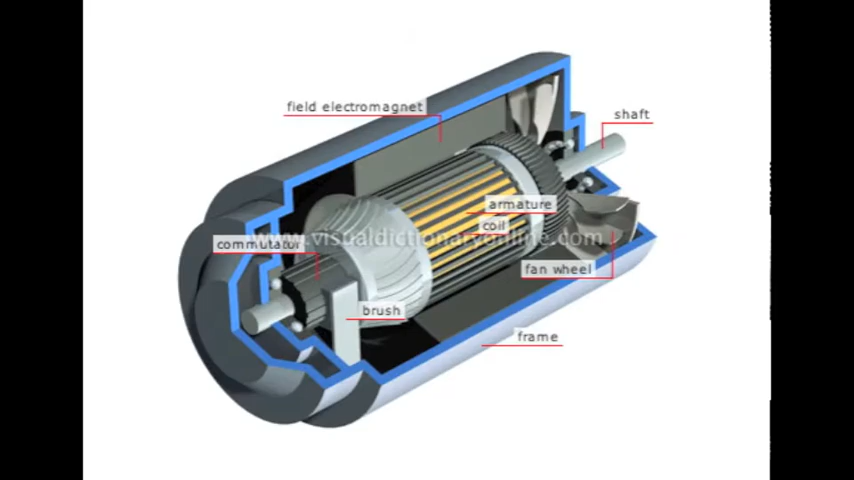 field electromagnet
shaft
armature
coil
www.visualdictionaryonline.com
commutator
fan wheel
brush
frame